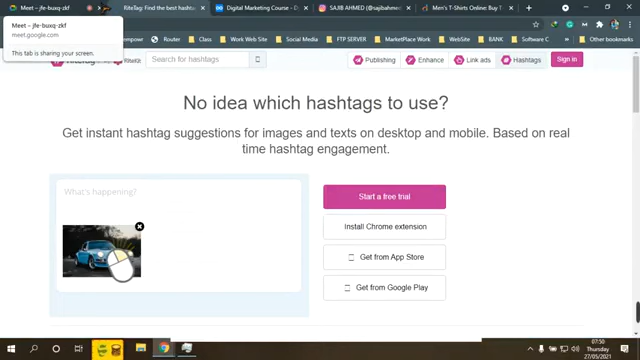 Meet – jfe-buxq-zkf
RiteTag: Find the best hashta
Digital Marketing Course - D
SAJIB AHMED (@sajibahme
Men's T-Shirts Online: Buy T
Meet – jfe-buxq-zkf
meet.google.com
This tab is sharing your screen.
Router
Class
Work Web Site
Social
FTP SERVER
MarketPlace Work
BANK
Software C
Other bookmarks
RiteKit
Search for hashtags
Publishing
Enhance
Link ads
Hashtags
Sign in
No idea which hashtags to use?
Get instant hashtag suggestions for images and texts on desktop and mobile. Based on real
time hashtag engagement.
What's happening?
Start a free trial
Install Chrome extension
Get from App Store
Get from Google Play
07:50
Thursday
27/05/2021